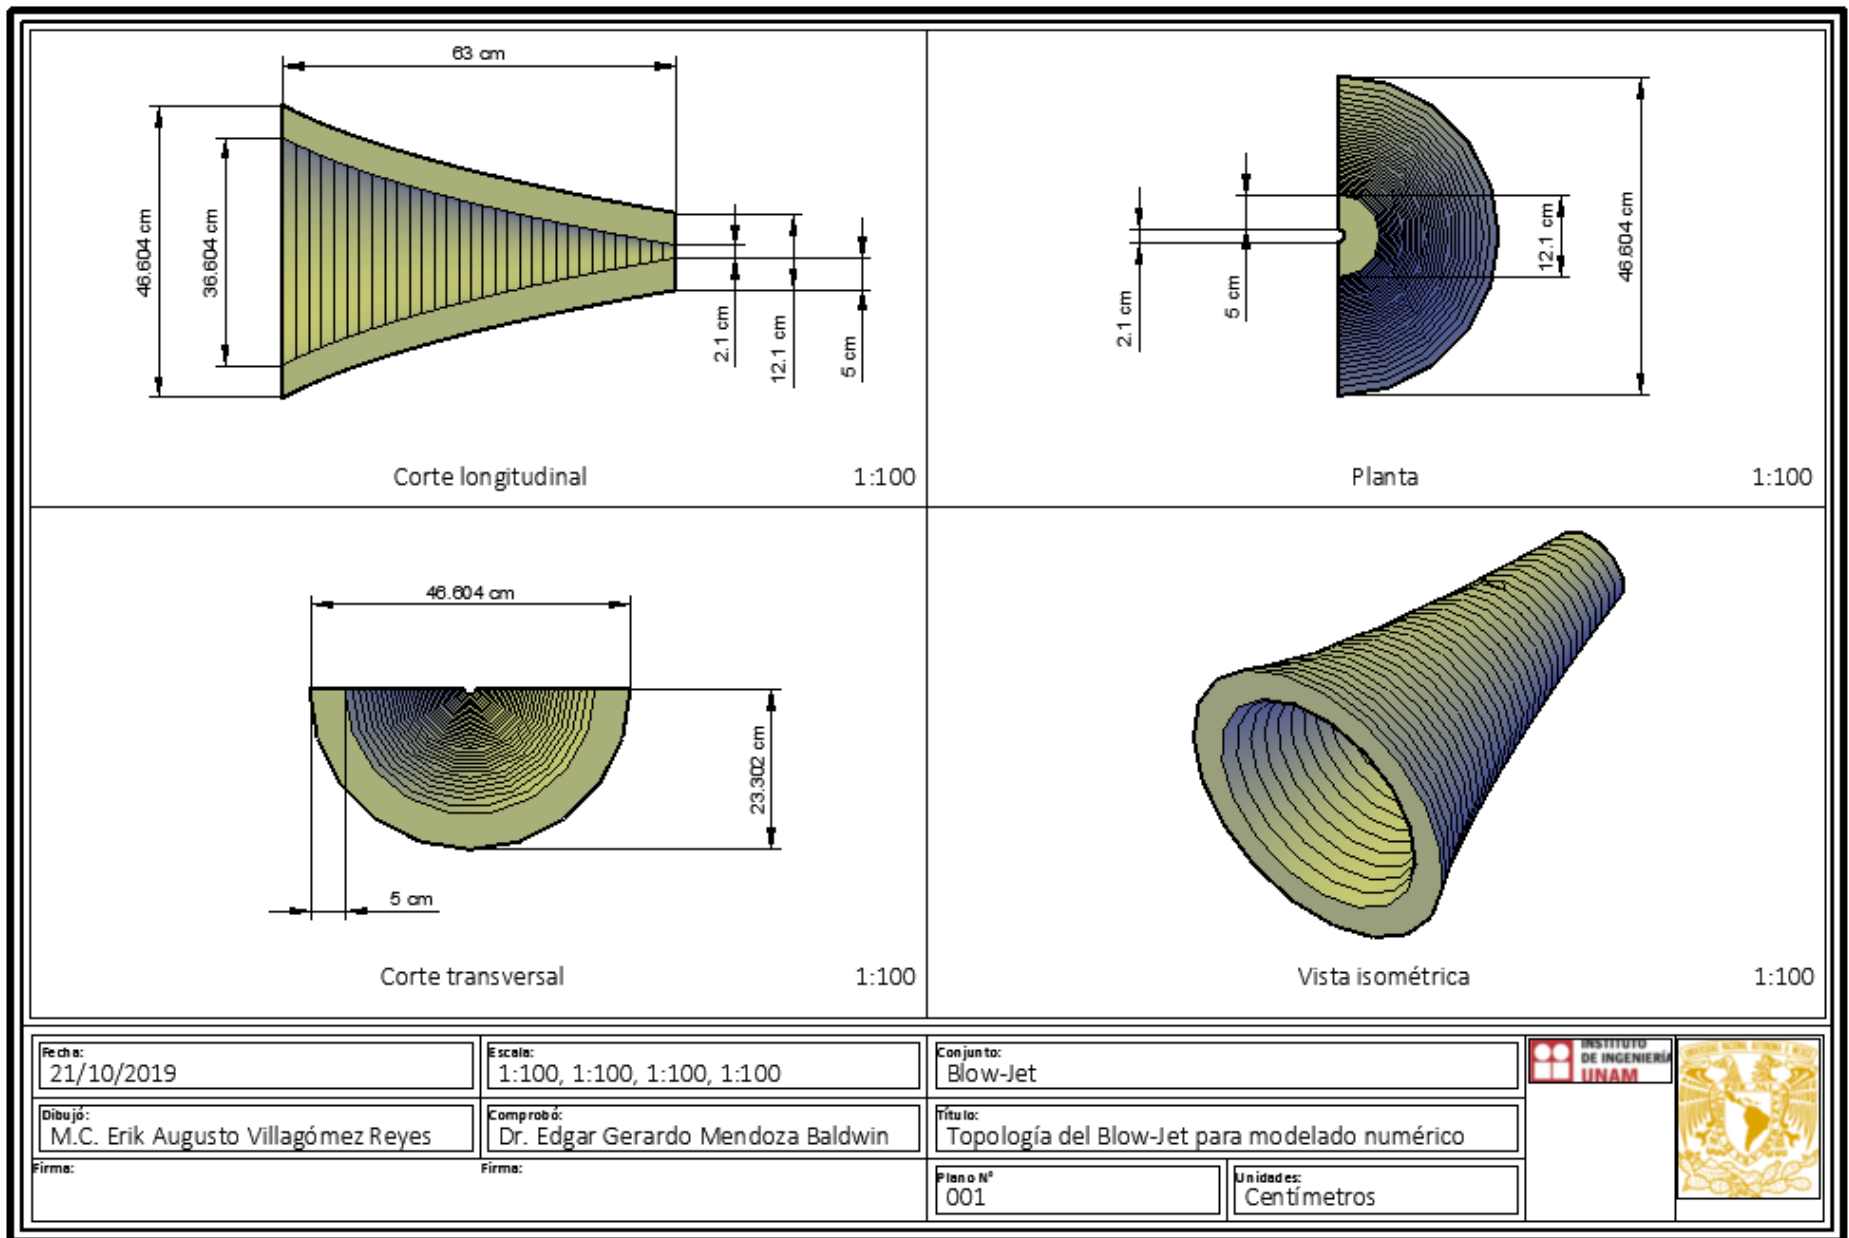 63 cm
46.604 cm
36.604 cm
2.1 cm
12.1 cm
5 cm
Corte longitudinal
1:100
2.1 cm
5 cm
12.1 cm
46.604 cm
Planta
1:100
46.604 cm
23.302 cm
5 cm
Corte transversal
1:100
Vista isométrica
1:100
Fecha:
21/10/2019
Escala:
1:100, 1:100, 1:100, 1:100
Conjunto:
Blow-Jet
Dibujó:
M.C. Erik Augusto Villagómez Reyes
Comprobó:
Dr. Edgar Gerardo Mendoza Baldwin
Título:
Topología del Blow-Jet para modelado numérico
Firma:
Firma:
Plano N°
001
Unidades:
Centímetros
INSTITUTO
DE INGENIERÍA
UNAM